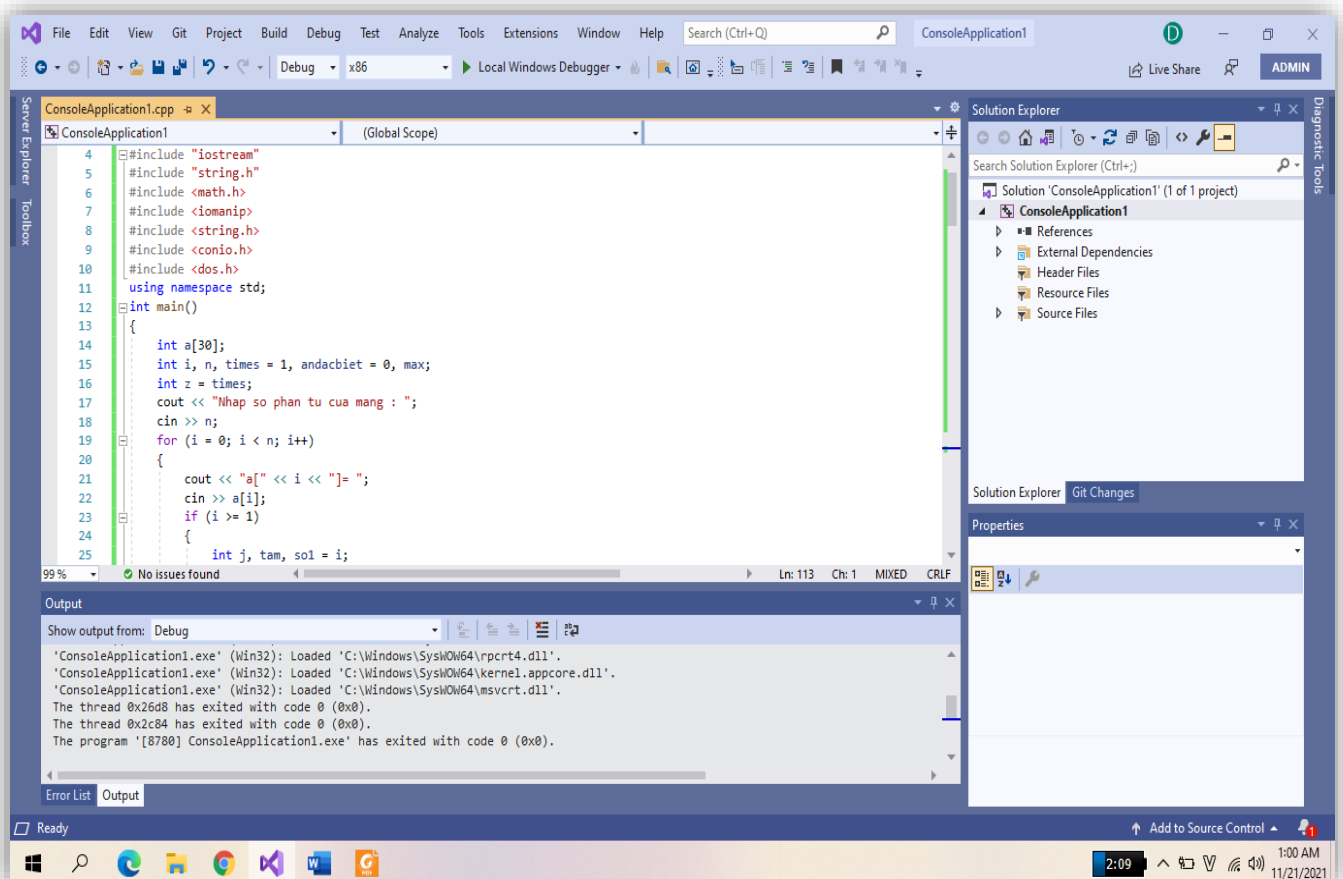 File Edit View Git Project Build Debug Test Analyze Tools Extensions Window Help Search (Ctrl+Q) ConsoleApplication1 D
Debug x86 Local Windows Debugger Live Share ADMIN
Server Explorer
Toolbox
ConsoleApplication1.cpp
ConsoleApplication1 (Global Scope)
4 #include "iostream"
5 #include "string.h"
6 #include <math.h>
7 #include <iomanip>
8 #include <string.h>
9 #include <conio.h>
10 #include <dos.h>
11 using namespace std;
12 int main()
13 {
14 int a[30];
15 int i, n, times = 1, andacbiet = 0, max;
16 int z = times;
17 cout << "Nhap so phan tu cua mang : ";
18 cin >> n;
19 for (i = 0; i < n; i++)
20 {
21 cout << "a[" << i << "]= ";
22 cin >> a[i];
23 if (i >= 1)
24 {
25 int j, tam, so1 = i;
99 % No issues found Ln: 113 Ch: 1 MIXED CRLF
Output
Show output from: Debug
'ConsoleApplication1.exe' (Win32): Loaded 'C:\Windows\SysWOW64\rpcrt4.dll'.
'ConsoleApplication1.exe' (Win32): Loaded 'C:\Windows\SysWOW64\kernel.appcore.dll'.
'ConsoleApplication1.exe' (Win32): Loaded 'C:\Windows\SysWOW64\msvcrt.dll'.
The thread 0x26d8 has exited with code 0 (0x0).
The thread 0x2c84 has exited with code 0 (0x0).
The program '[8780] ConsoleApplication1.exe' has exited with code 0 (0x0).
Error List Output
Solution Explorer
Search Solution Explorer (Ctrl+;)
Solution 'ConsoleApplication1' (1 of 1 project)
ConsoleApplication1
References
External Dependencies
Header Files
Resource Files
Source Files
Solution Explorer Git Changes
Properties
Diagnostic Tools
Ready Add to Source Control 1
2:09 1:00 AM
11/21/2021